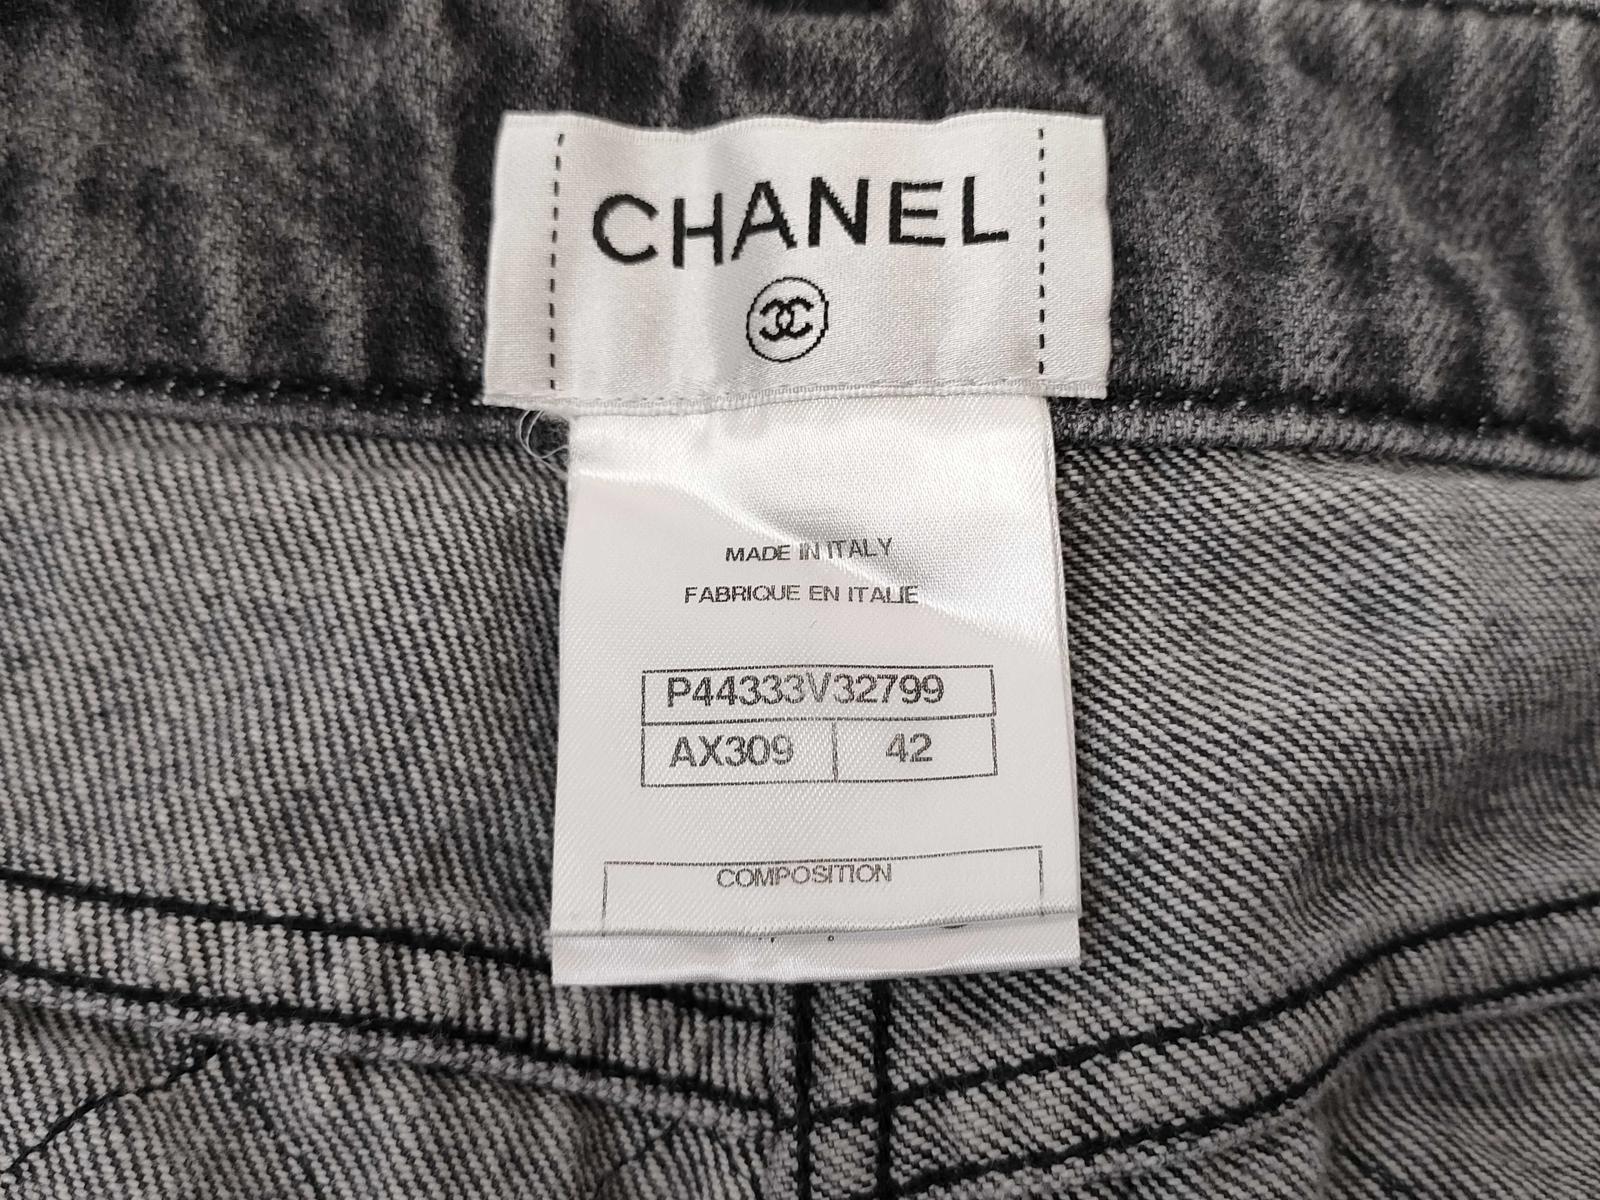 CHANEL
MADE IN ITALY
FABRIQUE EN ITALIE
P44333V32799
AX309 42
COMPOSITION